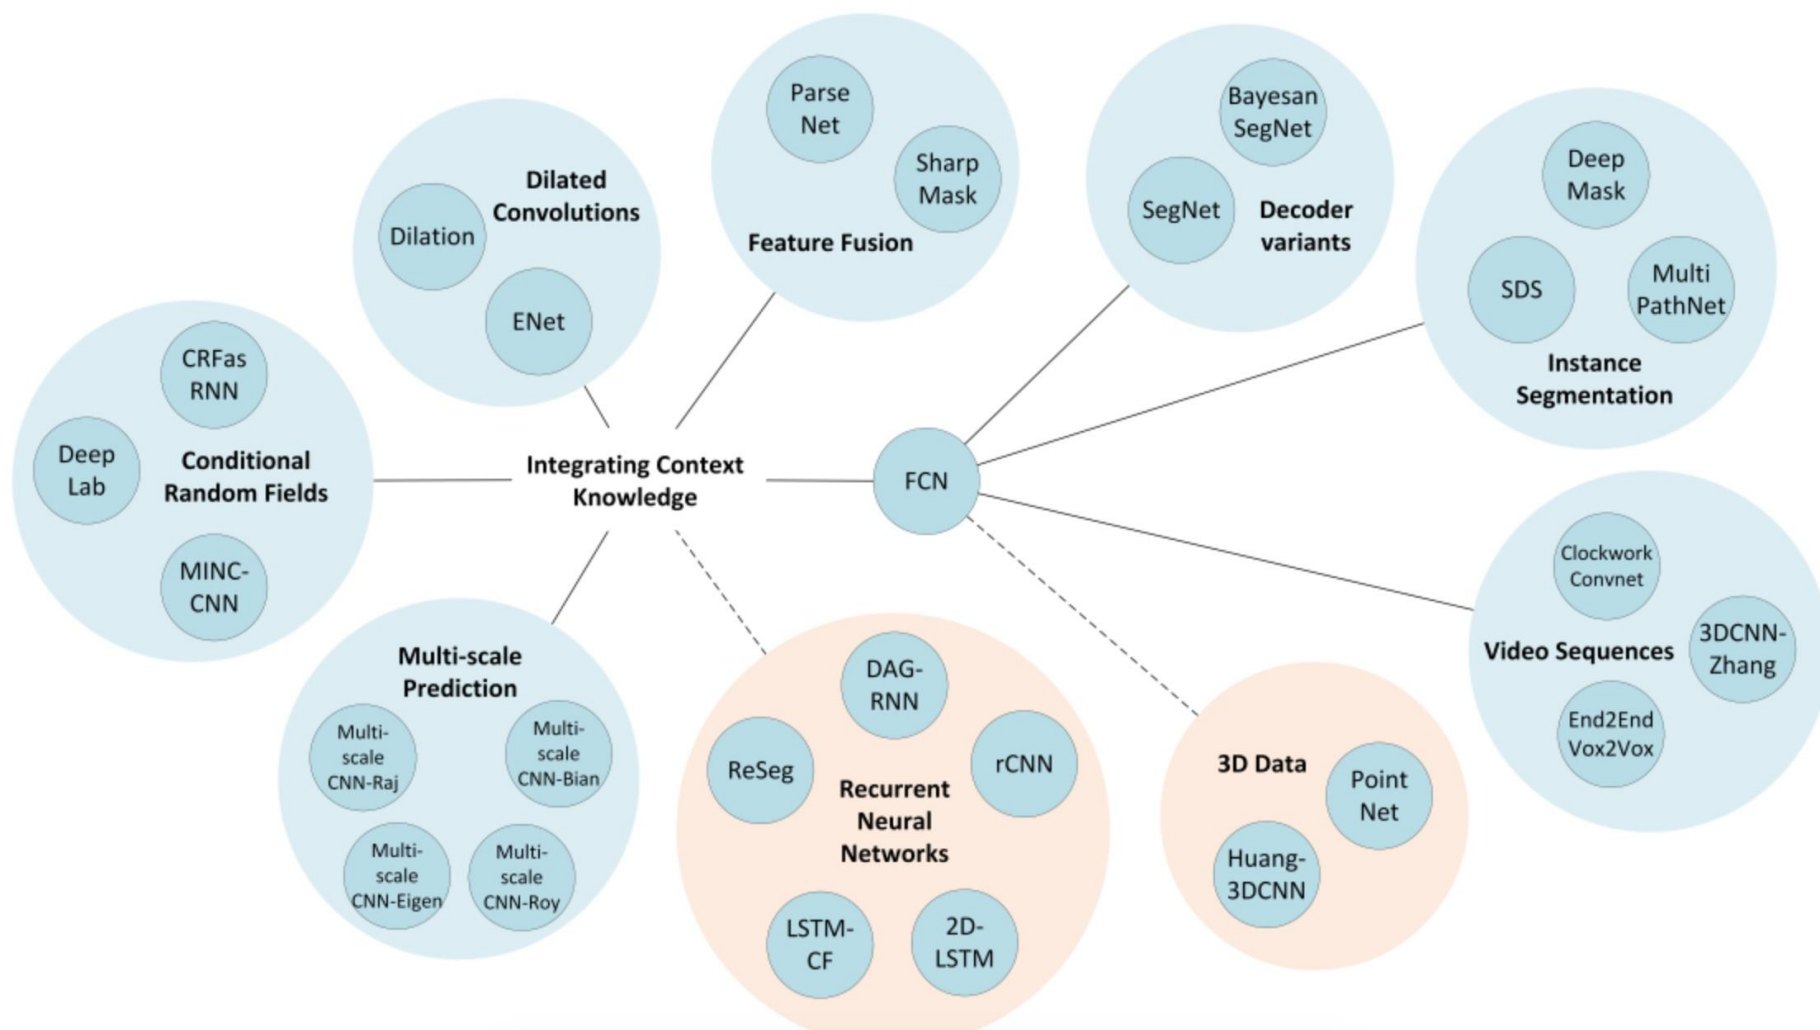 Parse
Net
Sharp
Mask
Feature Fusion
Bayesan
SegNet
SegNet
Decoder
variants
Deep
Mask
SDS
Multi
PathNet
Instance
Segmentation
Dilated
Convolutions
Dilation
ENet
CRFas
RNN
Deep
Lab
Conditional
Random Fields
MINC-
CNN
Integrating Context
Knowledge
FCN
Clockwork
Convnet
Video Sequences
3DCNN-
Zhang
End2End
Vox2Vox
Multi-scale
Prediction
Multi-
scale
CNN-Raj
Multi-
scale
CNN-Bian
Multi-
scale
CNN-Eigen
Multi-
scale
CNN-Roy
DAG-
RNN
ReSeg
rCNN
Recurrent
Neural
Networks
LSTM-
CF
2D-
LSTM
3D Data
Point
Net
Huang-
3DCNN